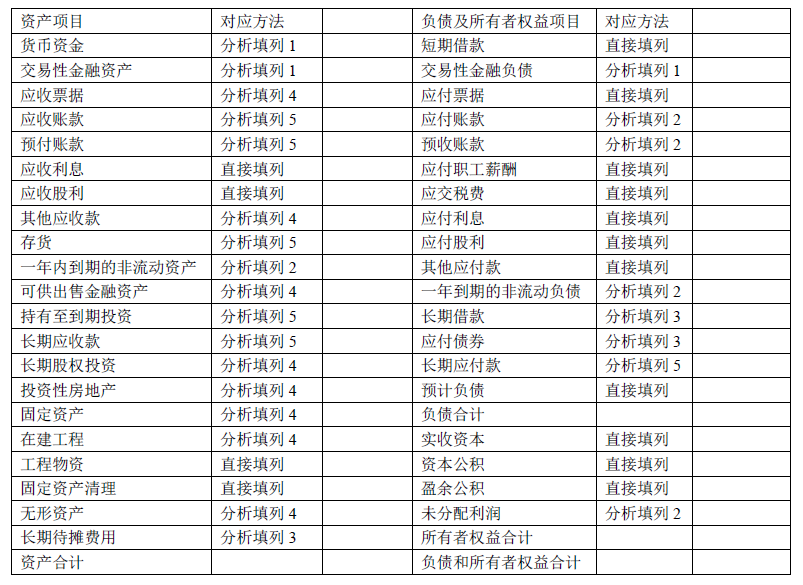 资产项目 对应方法 负债及所有者权益项目 对应方法
货币资金 分析填列 1 短期借款 直接填列
交易性金融资产 分析填列 1 交易性金融负债 分析填列 1
应收票据 分析填列 4 应付票据 直接填列
应收账款 分析填列 5 应付账款 分析填列 2
预付账款 分析填列 5 预收账款 分析填列 2
应收利息 直接填列 应付职工薪酬 直接填列
应收股利 直接填列 应交税费 直接填列
其他应收款 分析填列 4 应付利息 直接填列
存货 分析填列 5 应付股利 直接填列
一年内到期的非流动资产 分析填列 2 其他应付款 直接填列
可供出售金融资产 分析填列 4 一年到期的非流动负债 分析填列 2
持有至到期投资 分析填列 5 长期借款 分析填列 3
长期应收款 分析填列 5 应付债券 分析填列 3
长期股权投资 分析填列 4 长期应付款 分析填列 5
投资性房地产 分析填列 4 预计负债 直接填列
固定资产 分析填列 4 负债合计
在建工程 分析填列 4 实收资本 直接填列
工程物资 直接填列 资本公积 直接填列
固定资产清理 直接填列 盈余公积 直接填列
无形资产 分析填列 4 未分配利润 分析填列 2
长期待摊费用 分析填列 3 所有者权益合计
资产合计 负债和所有者权益合计